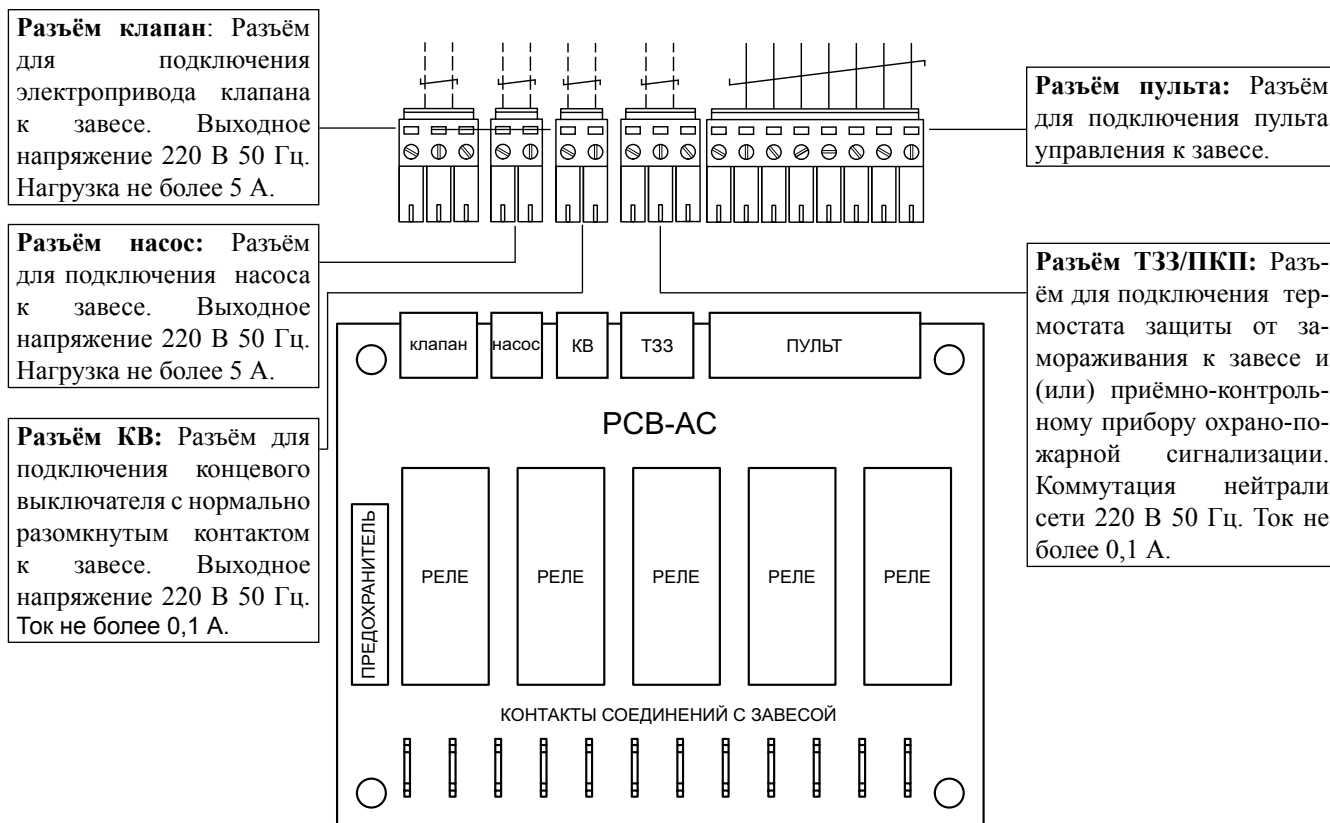 Разъём клапан: Разъём
для подключения
электропривода клапана
к завесе. Выходное
напряжение 220 В 50 Гц.
Нагрузка не более 5 А.
Разъём насос: Разъём
для подключения насоса
к завесе. Выходное
напряжение 220 В 50 Гц.
Нагрузка не более 5 А.
Разъём КВ: Разъём для
подключения концевого
выключателя с нормально
разомкнутым контактом
к завесе. Выходное
напряжение 220 В 50 Гц.
Ток не более 0,1 А.
Разъём пульта: Разъём
для подключения пульта
управления к завесе.
Разъём ТЗЗ/ПКП: Разъ-
ём для подключения тер-
мостата защиты от за-
мораживания к завесе и
(или) приёмно-контроль-
ному прибору охрано-по-
жарной сигнализации.
Коммутация нейтрали
сети 220 В 50 Гц. Ток не
более 0,1 А.
клапан насос КВ ТЗЗ ПУЛЬТ
PCB-AC
ПРЕДОХРАНИТЕЛЬ
РЕЛЕ РЕЛЕ РЕЛЕ РЕЛЕ РЕЛЕ
КОНТАКТЫ СОЕДИНЕНИЙ С ЗАВЕСОЙ